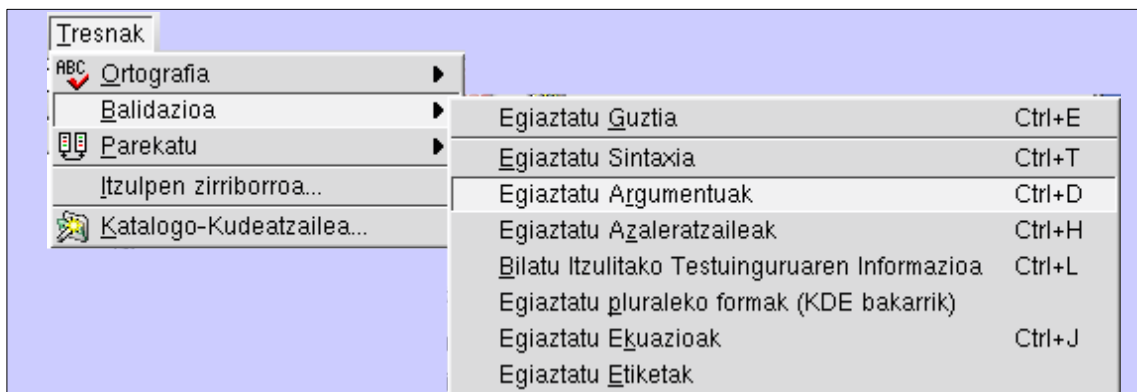 Tresnak
ABC Ortografia
Balidazioa
Parekatu
Itzulpen zirriborroa...
Katalogo-Kudeatzailea...
Egiaztatu Guztia Ctrl+E
Egiaztatu Sintaxia Ctrl+T
Egiaztatu Argumentuak Ctrl+D
Egiaztatu Azaleratzaileak Ctrl+H
Bilatu Itzulitako Testuinguruaren Informazioa Ctrl+L
Egiaztatu pluraleko formak (KDE bakarrik)
Egiaztatu Ekuazioak Ctrl+J
Egiaztatu Etiketak